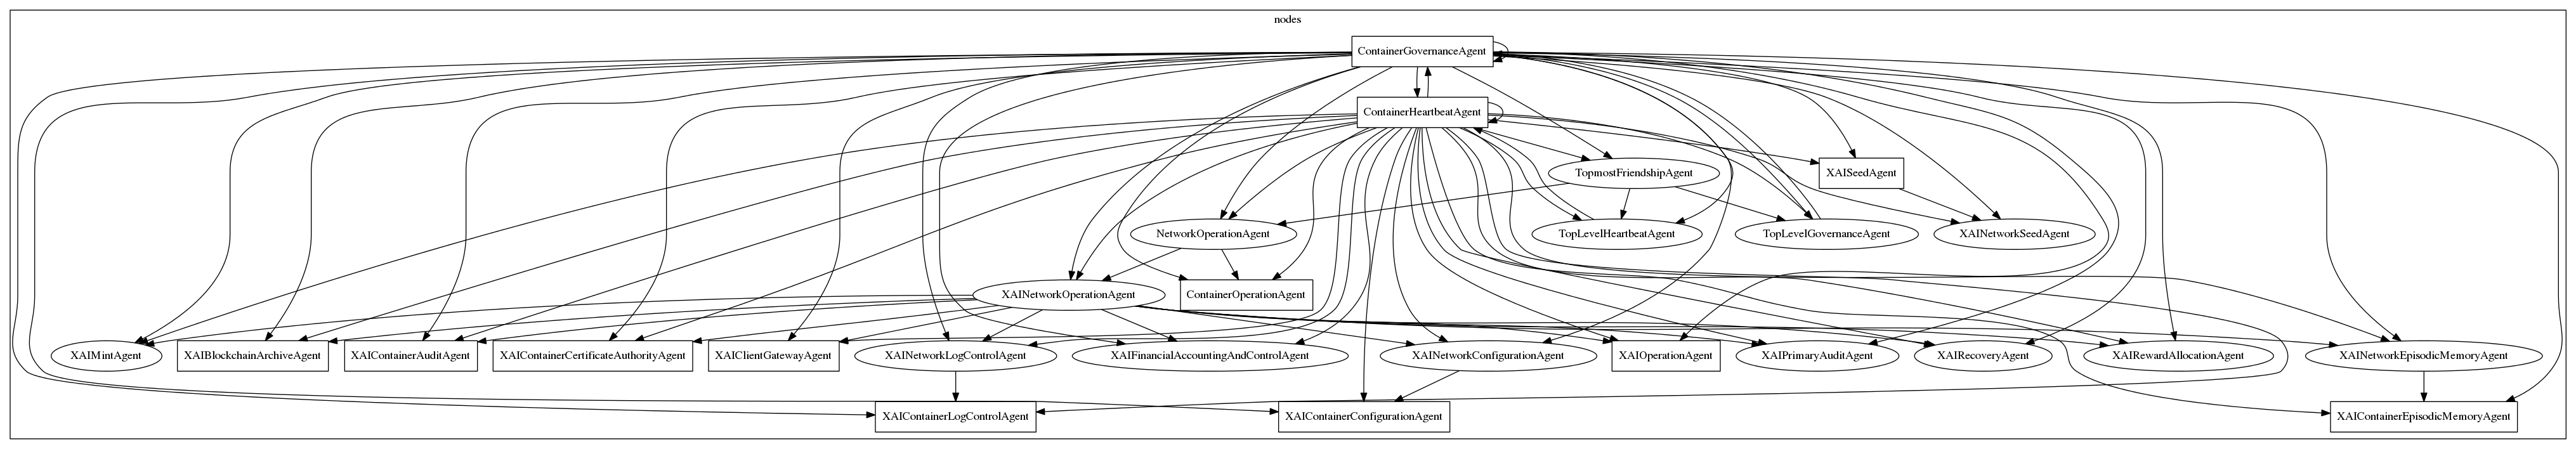 nodes
ContainerGovernanceAgent
ContainerHeartbeatAgent
TopmostFriendshipAgent
XAISeedAgent
NetworkOperationAgent
TopLevelHeartbeatAgent
TopLevelGovernanceAgent
XAINetworkSeedAgent
XAINetworkOperationAgent
ContainerOperationAgent
XAIMintAgent
XAIBlockchainArchiveAgent
XAIContainerAuditAgent
XAIContainerCertificateAuthorityAgent
XAIClientGatewayAgent
XAINetworkLogControlAgent
XAIFinancialAccountingAndControlAgent
XAINetworkConfigurationAgent
XAIOperationAgent
XAIPrimaryAuditAgent
XAIRecoveryAgent
XAIRewardAllocationAgent
XAINetworkEpisodicMemoryAgent
XAIContainerLogControlAgent
XAIContainerConfigurationAgent
XAIContainerEpisodicMemoryAgent